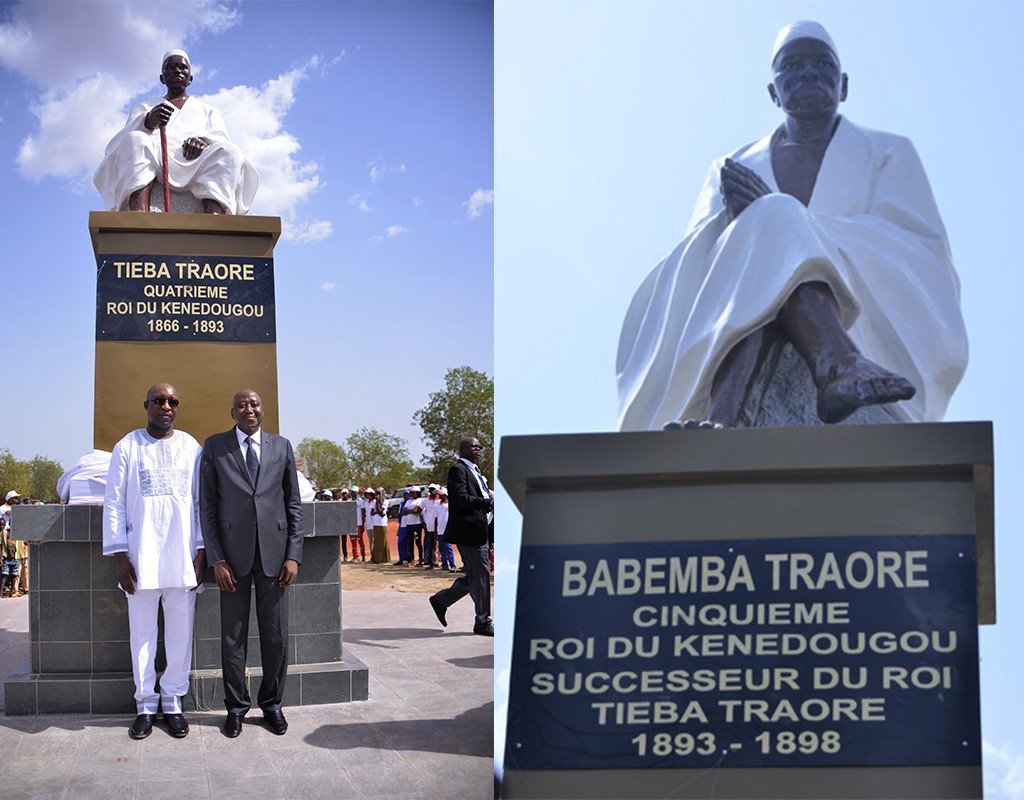 TIEBA TRAORE
QUATRIEME
ROI DU KENEDOUGOU
1866 - 1893
BABEMBA TRAORE
CINQUIEME
ROI DU KENEDOUGOU
SUCCESSEUR DU ROI
TIEBA TRAORE
1893 - 1898